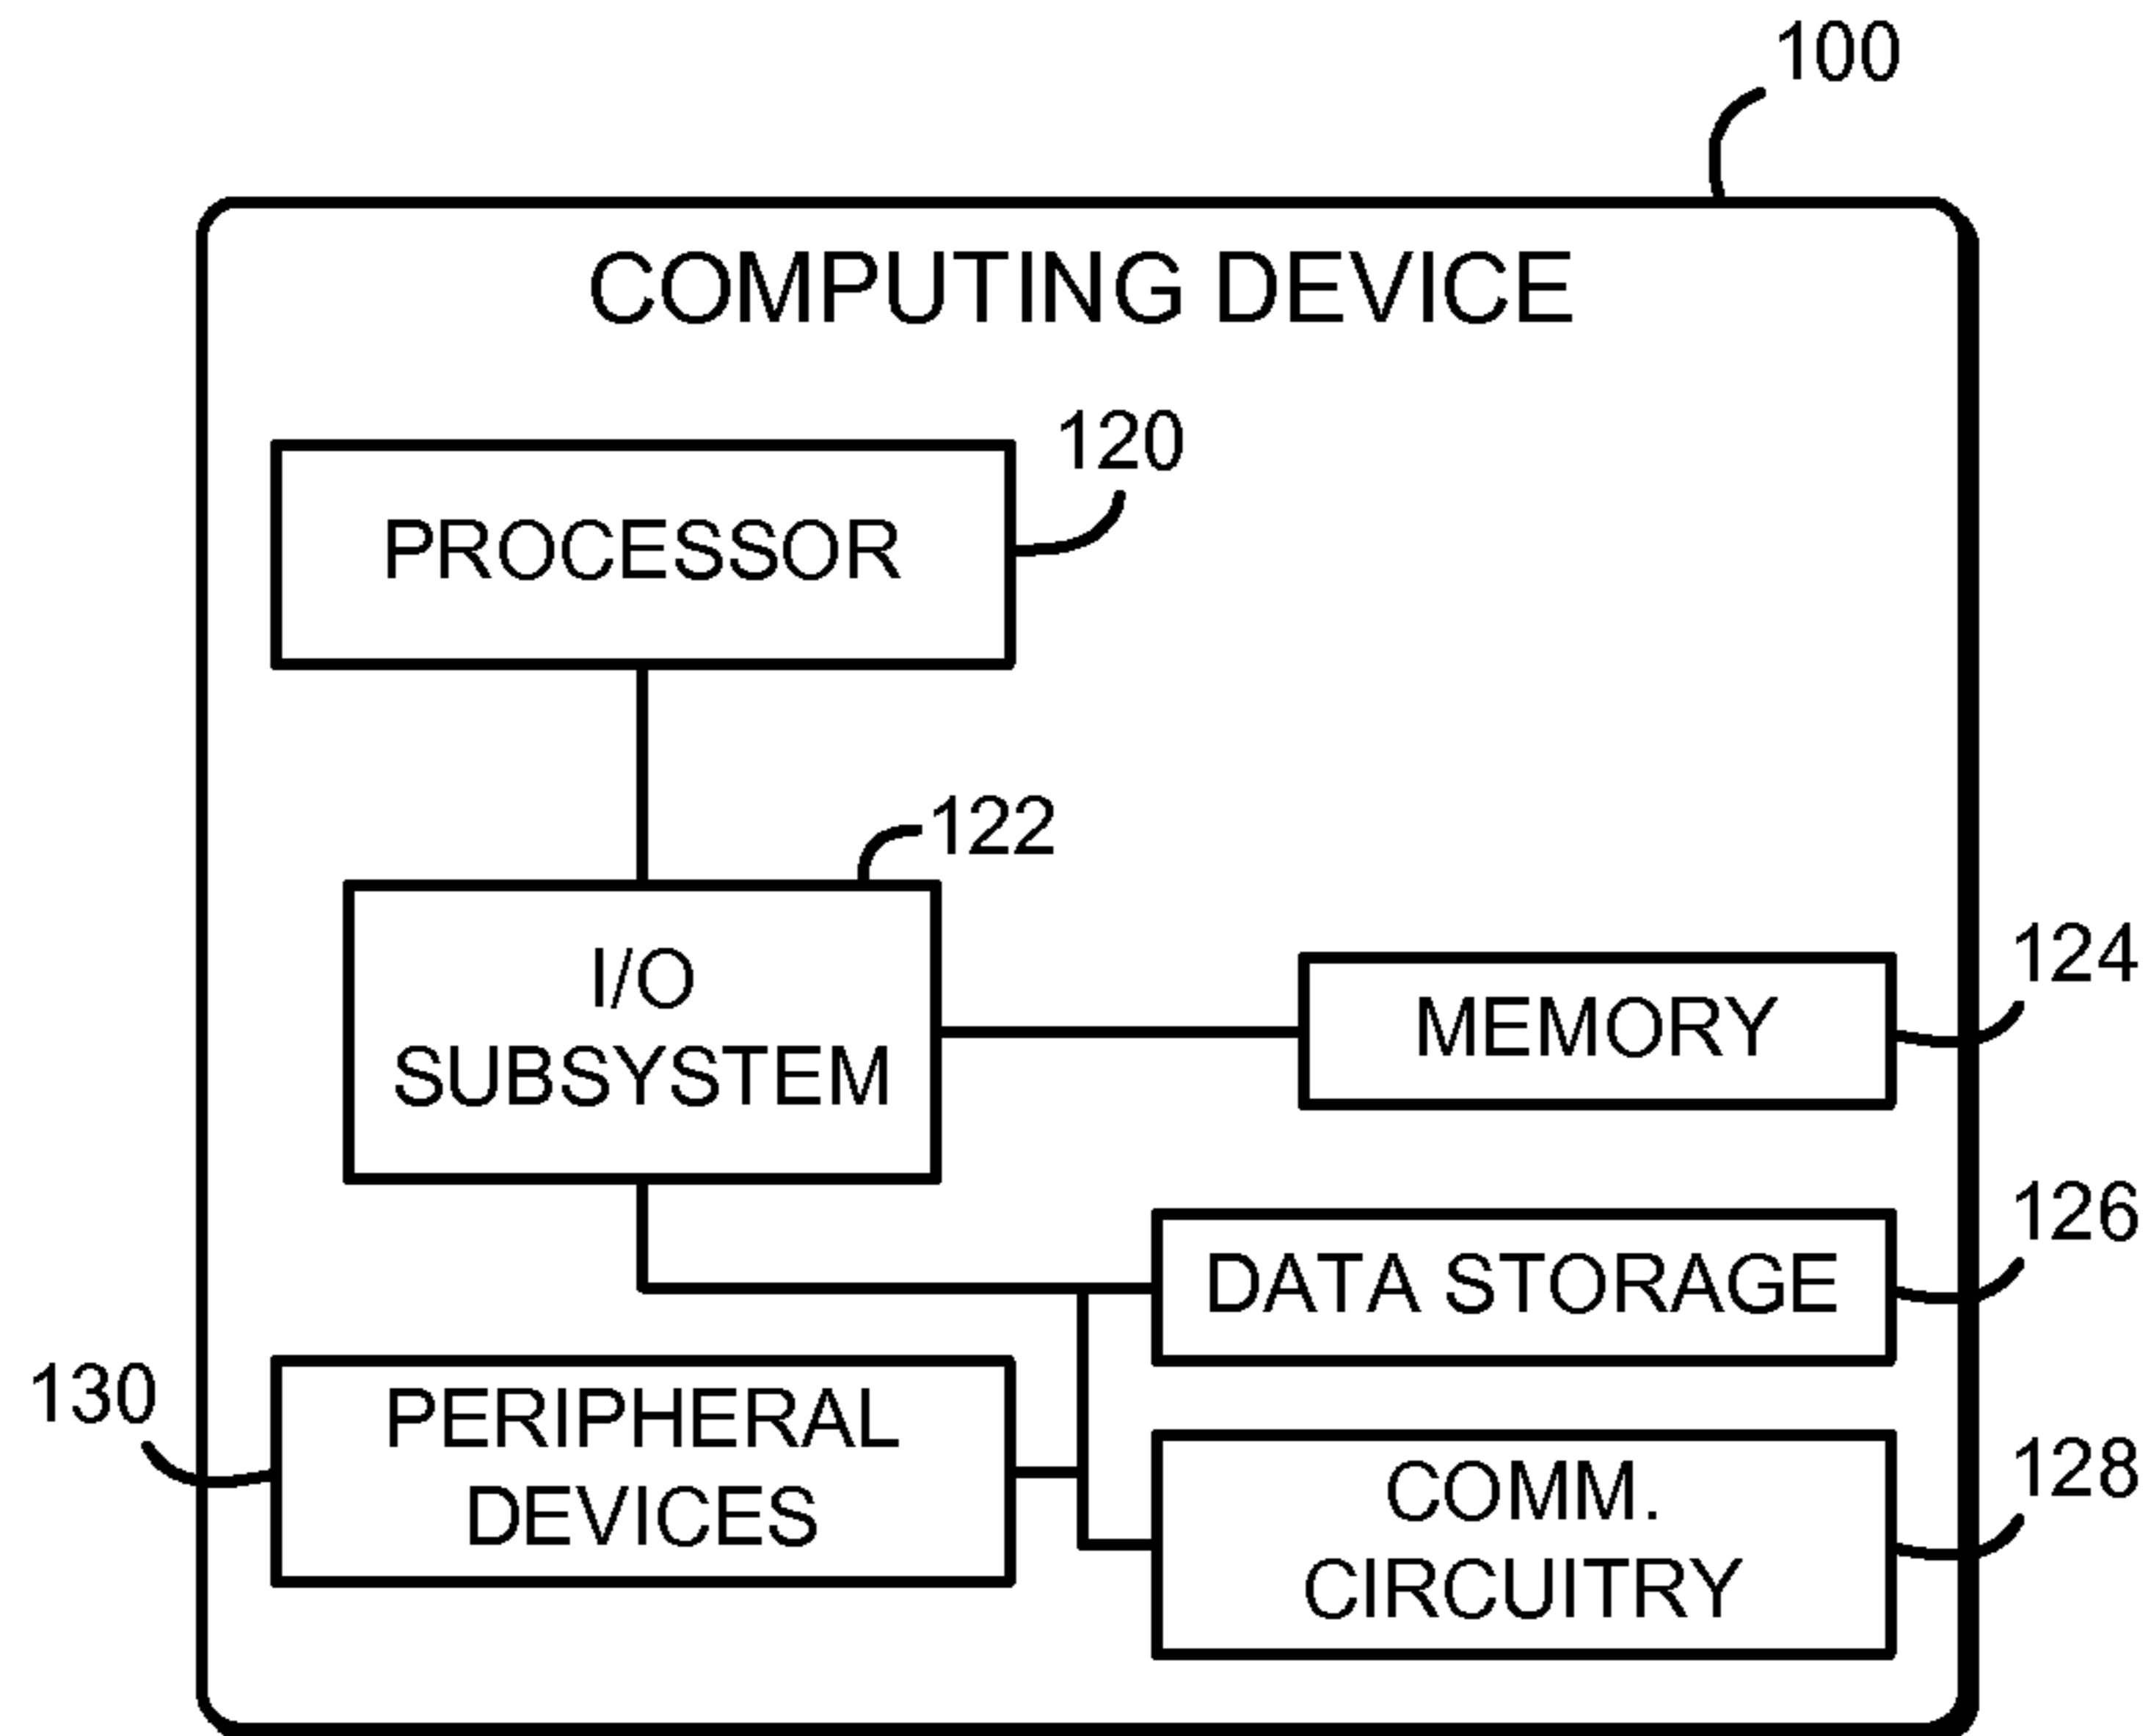 100
COMPUTING DEVICE
120
PROCESSOR
122
I/O
SUBSYSTEM
124
MEMORY
126
DATA STORAGE
130
PERIPHERAL
DEVICES
128
COMM.
CIRCUITRY